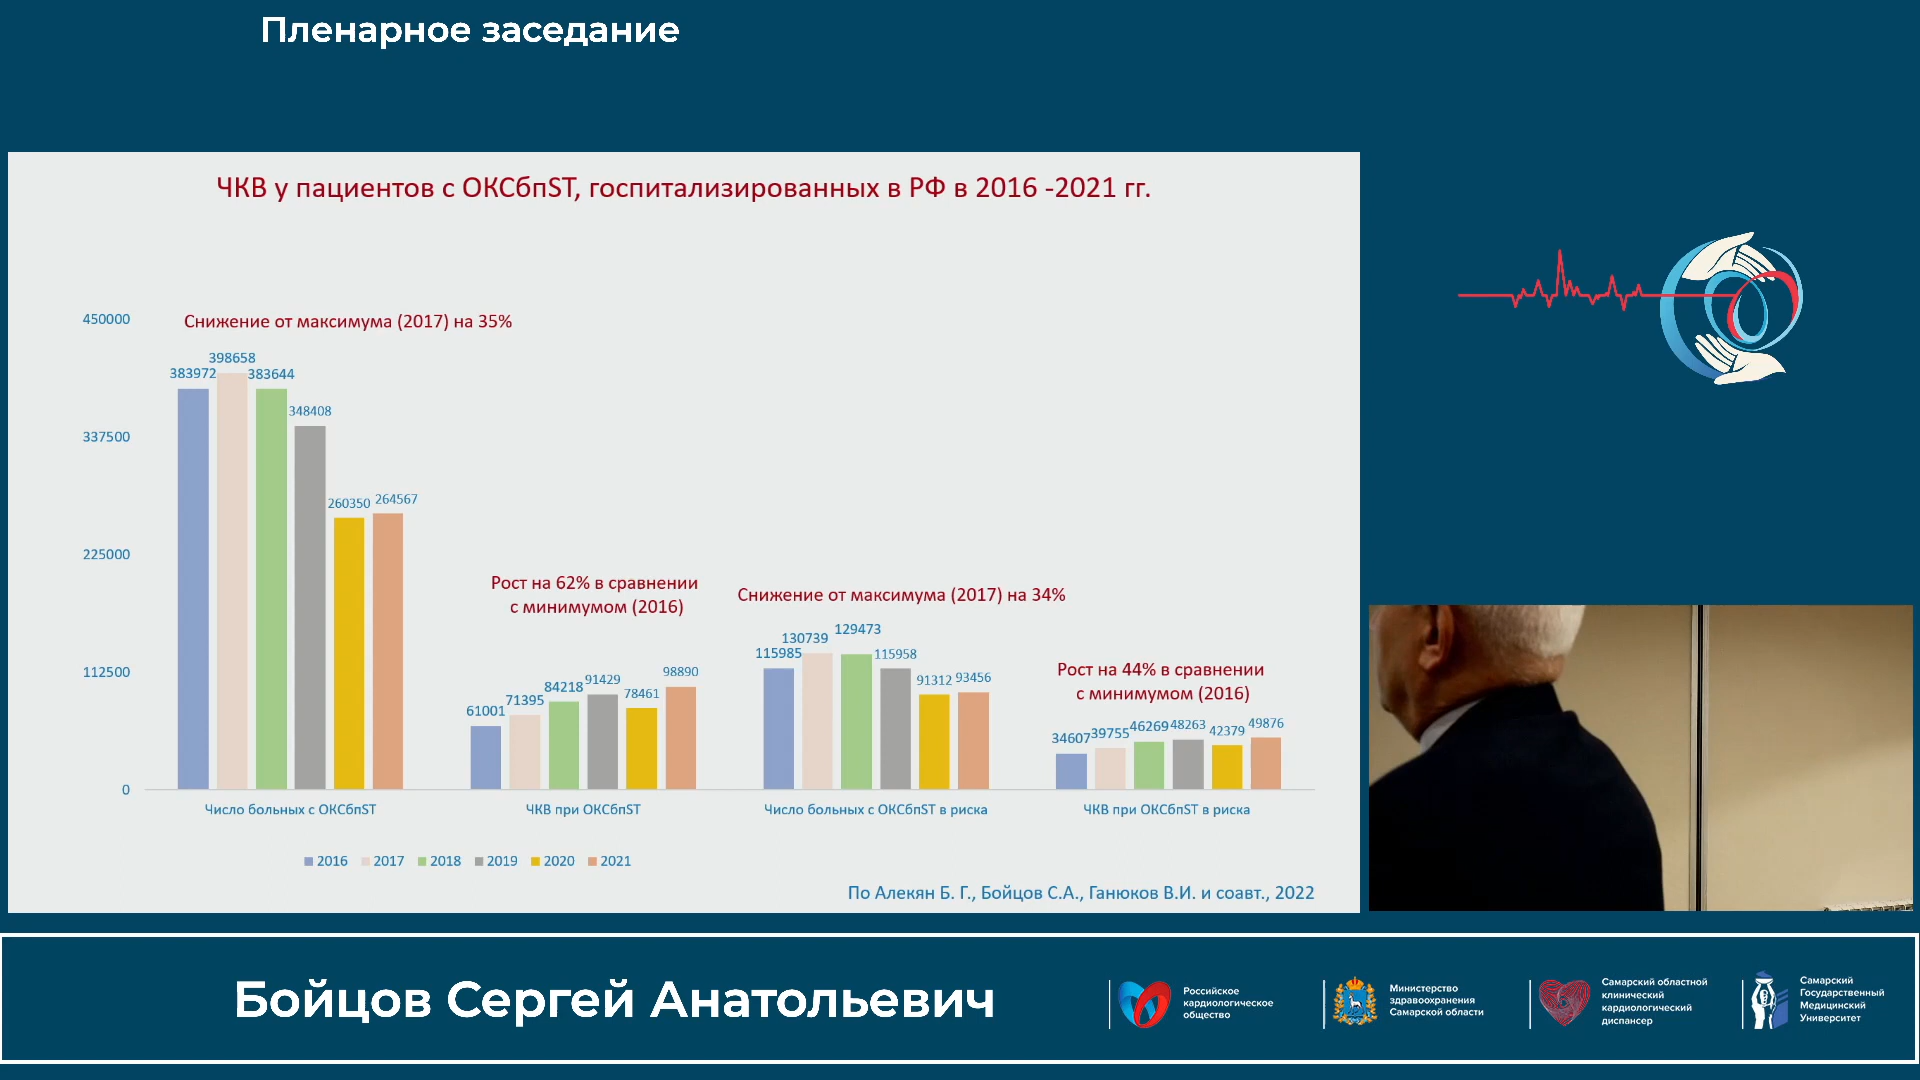 Пленарное заседание
ЧКВ у пациентов с ОКСбпST, госпитализированных в РФ в 2016 -2021 гг.
450000
337500
225000
112500
0
Снижение от максимума (2017) на 35%
383972
398658
383644
348408
260350
264567
Число больных с ОКСбпST
Рост на 62% в сравнении
с минимумом (2016)
61001
71395
84218
91429
78461
98890
ЧКВ при ОКСбпST
Снижение от максимума (2017) на 34%
115985
130739
129473
115958
91312
93456
Число больных с ОКСбпST в риска
Рост на 44% в сравнении
с минимумом (2016)
34607
39755
46269
48263
42379
49876
ЧКВ при ОКСбпST в риска
2016 2017 2018 2019 2020 2021
По Алекян Б. Г., Бойцов С.А., Ганюков В.И. и соавт., 2022
Бойцов Сергей Анатольевич
Российское
кардиологическое
общество
Министерство
здравоохранения
Самарской области
Самарский областной
клинический
кардиологический
диспансер
Самарский
Государственный
Медицинский
Университет